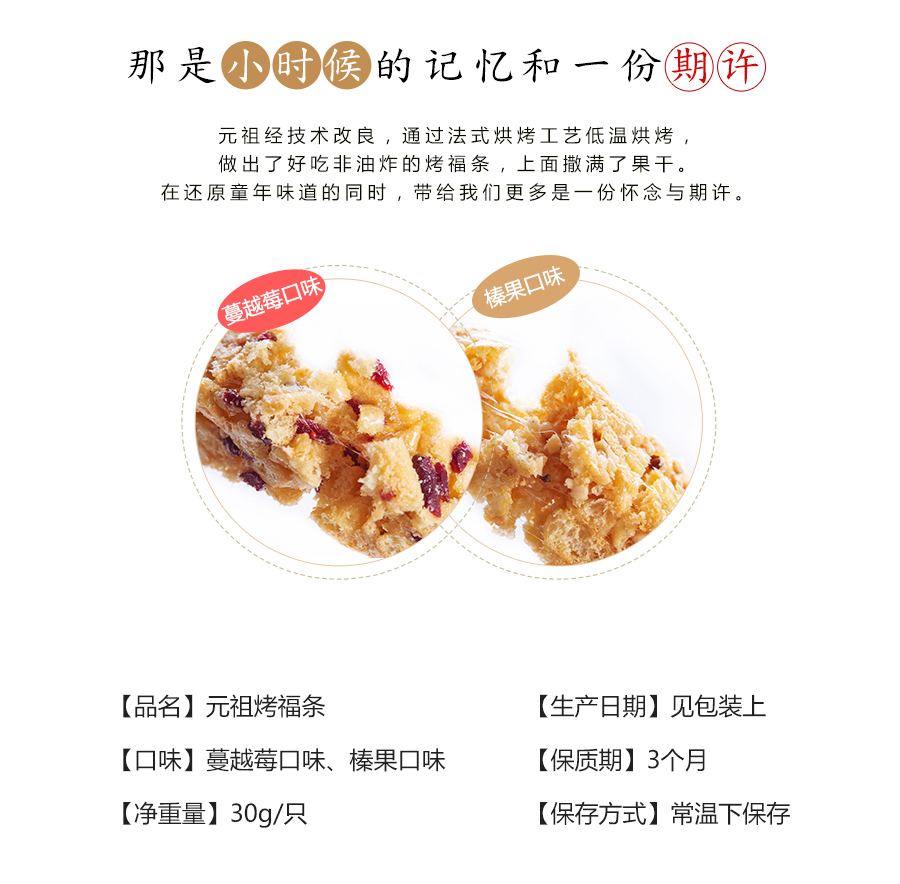 那是小时候的记忆和一份期许
元祖经技术改良，通过法式烘烤工艺低温烘烤，
做出了好吃非油炸的烤福条，上面撒满了果干。
在还原童年味道的同时，带给我们更多是一份怀念与期许。
蔓越莓口味
榛果口味
【品名】元祖烤福条
【生产日期】见包装上
【口味】蔓越莓口味、榛果口味
【保质期】3个月
【净重量】30g/只
【保存方式】常温下保存